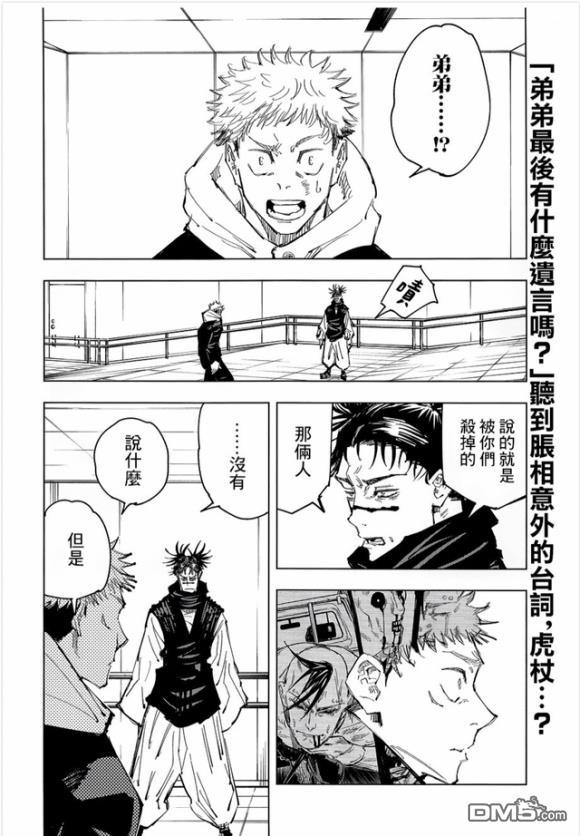 「弟弟最後有什麼遺言嗎？」聽到脹相意外的台詞，虎杖…？
弟弟……!?
嘖
說的就是
被你們
殺掉的
那倆人
……沒有
說什麼
但是
DM5.com